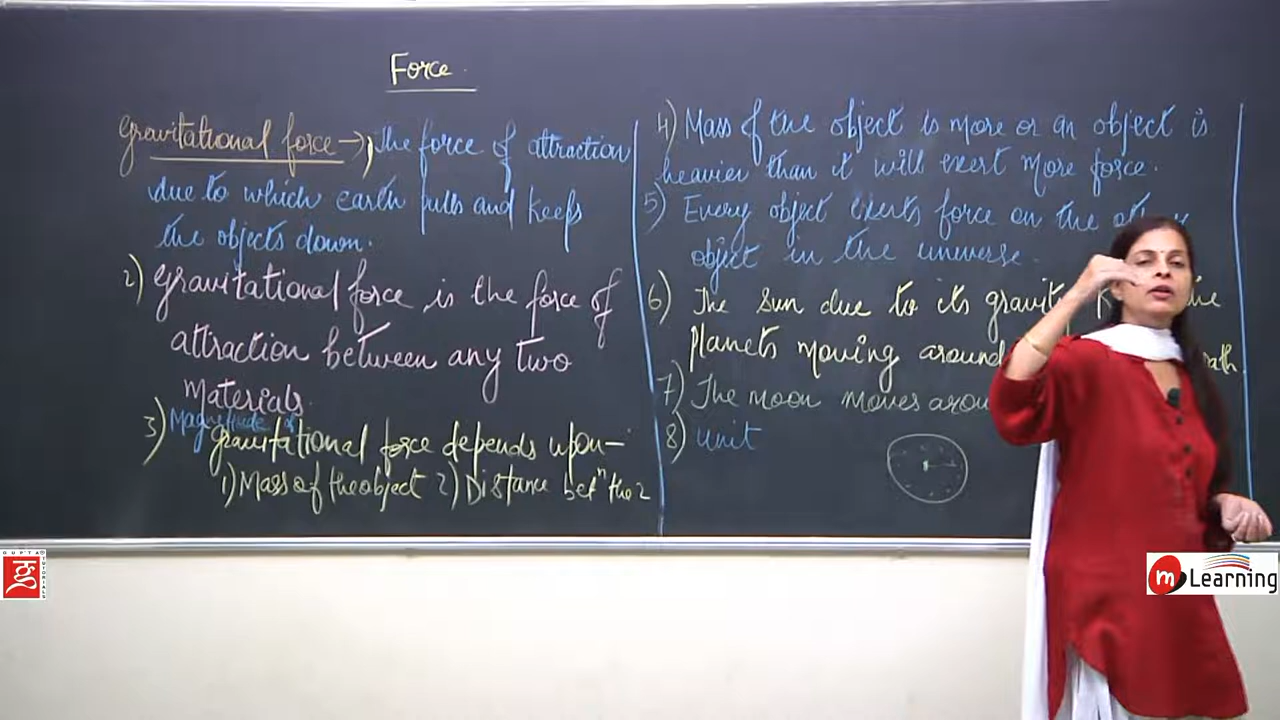 Force
Gravitational force → 1) The force of attraction
due to which earth pulls and keeps
the objects down.
2) Gravitational force is the force of
attraction between any two
Materials.
Magnitude of
3) gravitational force depends upon-
1) Mass of the object 2) Distance betⁿ the 2
4) Mass of the object is more or an object is
heavier than it will exert more force.
5) Every object exerts force on the
object in the universe.
6) The sun due to its gravity
planets moving around
7) The moon moves
8) Unit
GUPTA TUTORIALS
m Learning